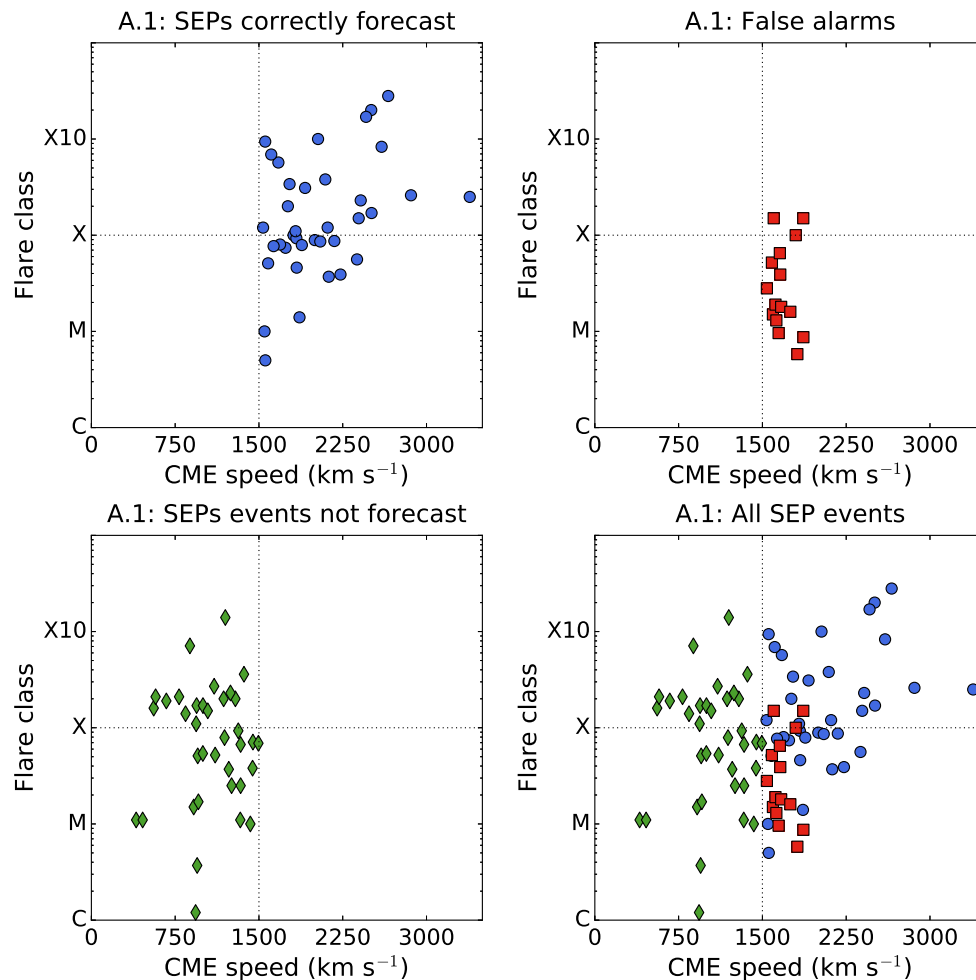 A.1: SEPs correctly forecast
A.1: False alarms
X10
X
M
C
Flare class
0 750 1500 2250 3000
CME speed (km s⁻¹)
X10
X
M
C
Flare class
0 750 1500 2250 3000
CME speed (km s⁻¹)
A.1: SEPs events not forecast
A.1: All SEP events
X10
X
M
C
Flare class
0 750 1500 2250 3000
CME speed (km s⁻¹)
X10
X
M
C
Flare class
0 750 1500 2250 3000
CME speed (km s⁻¹)